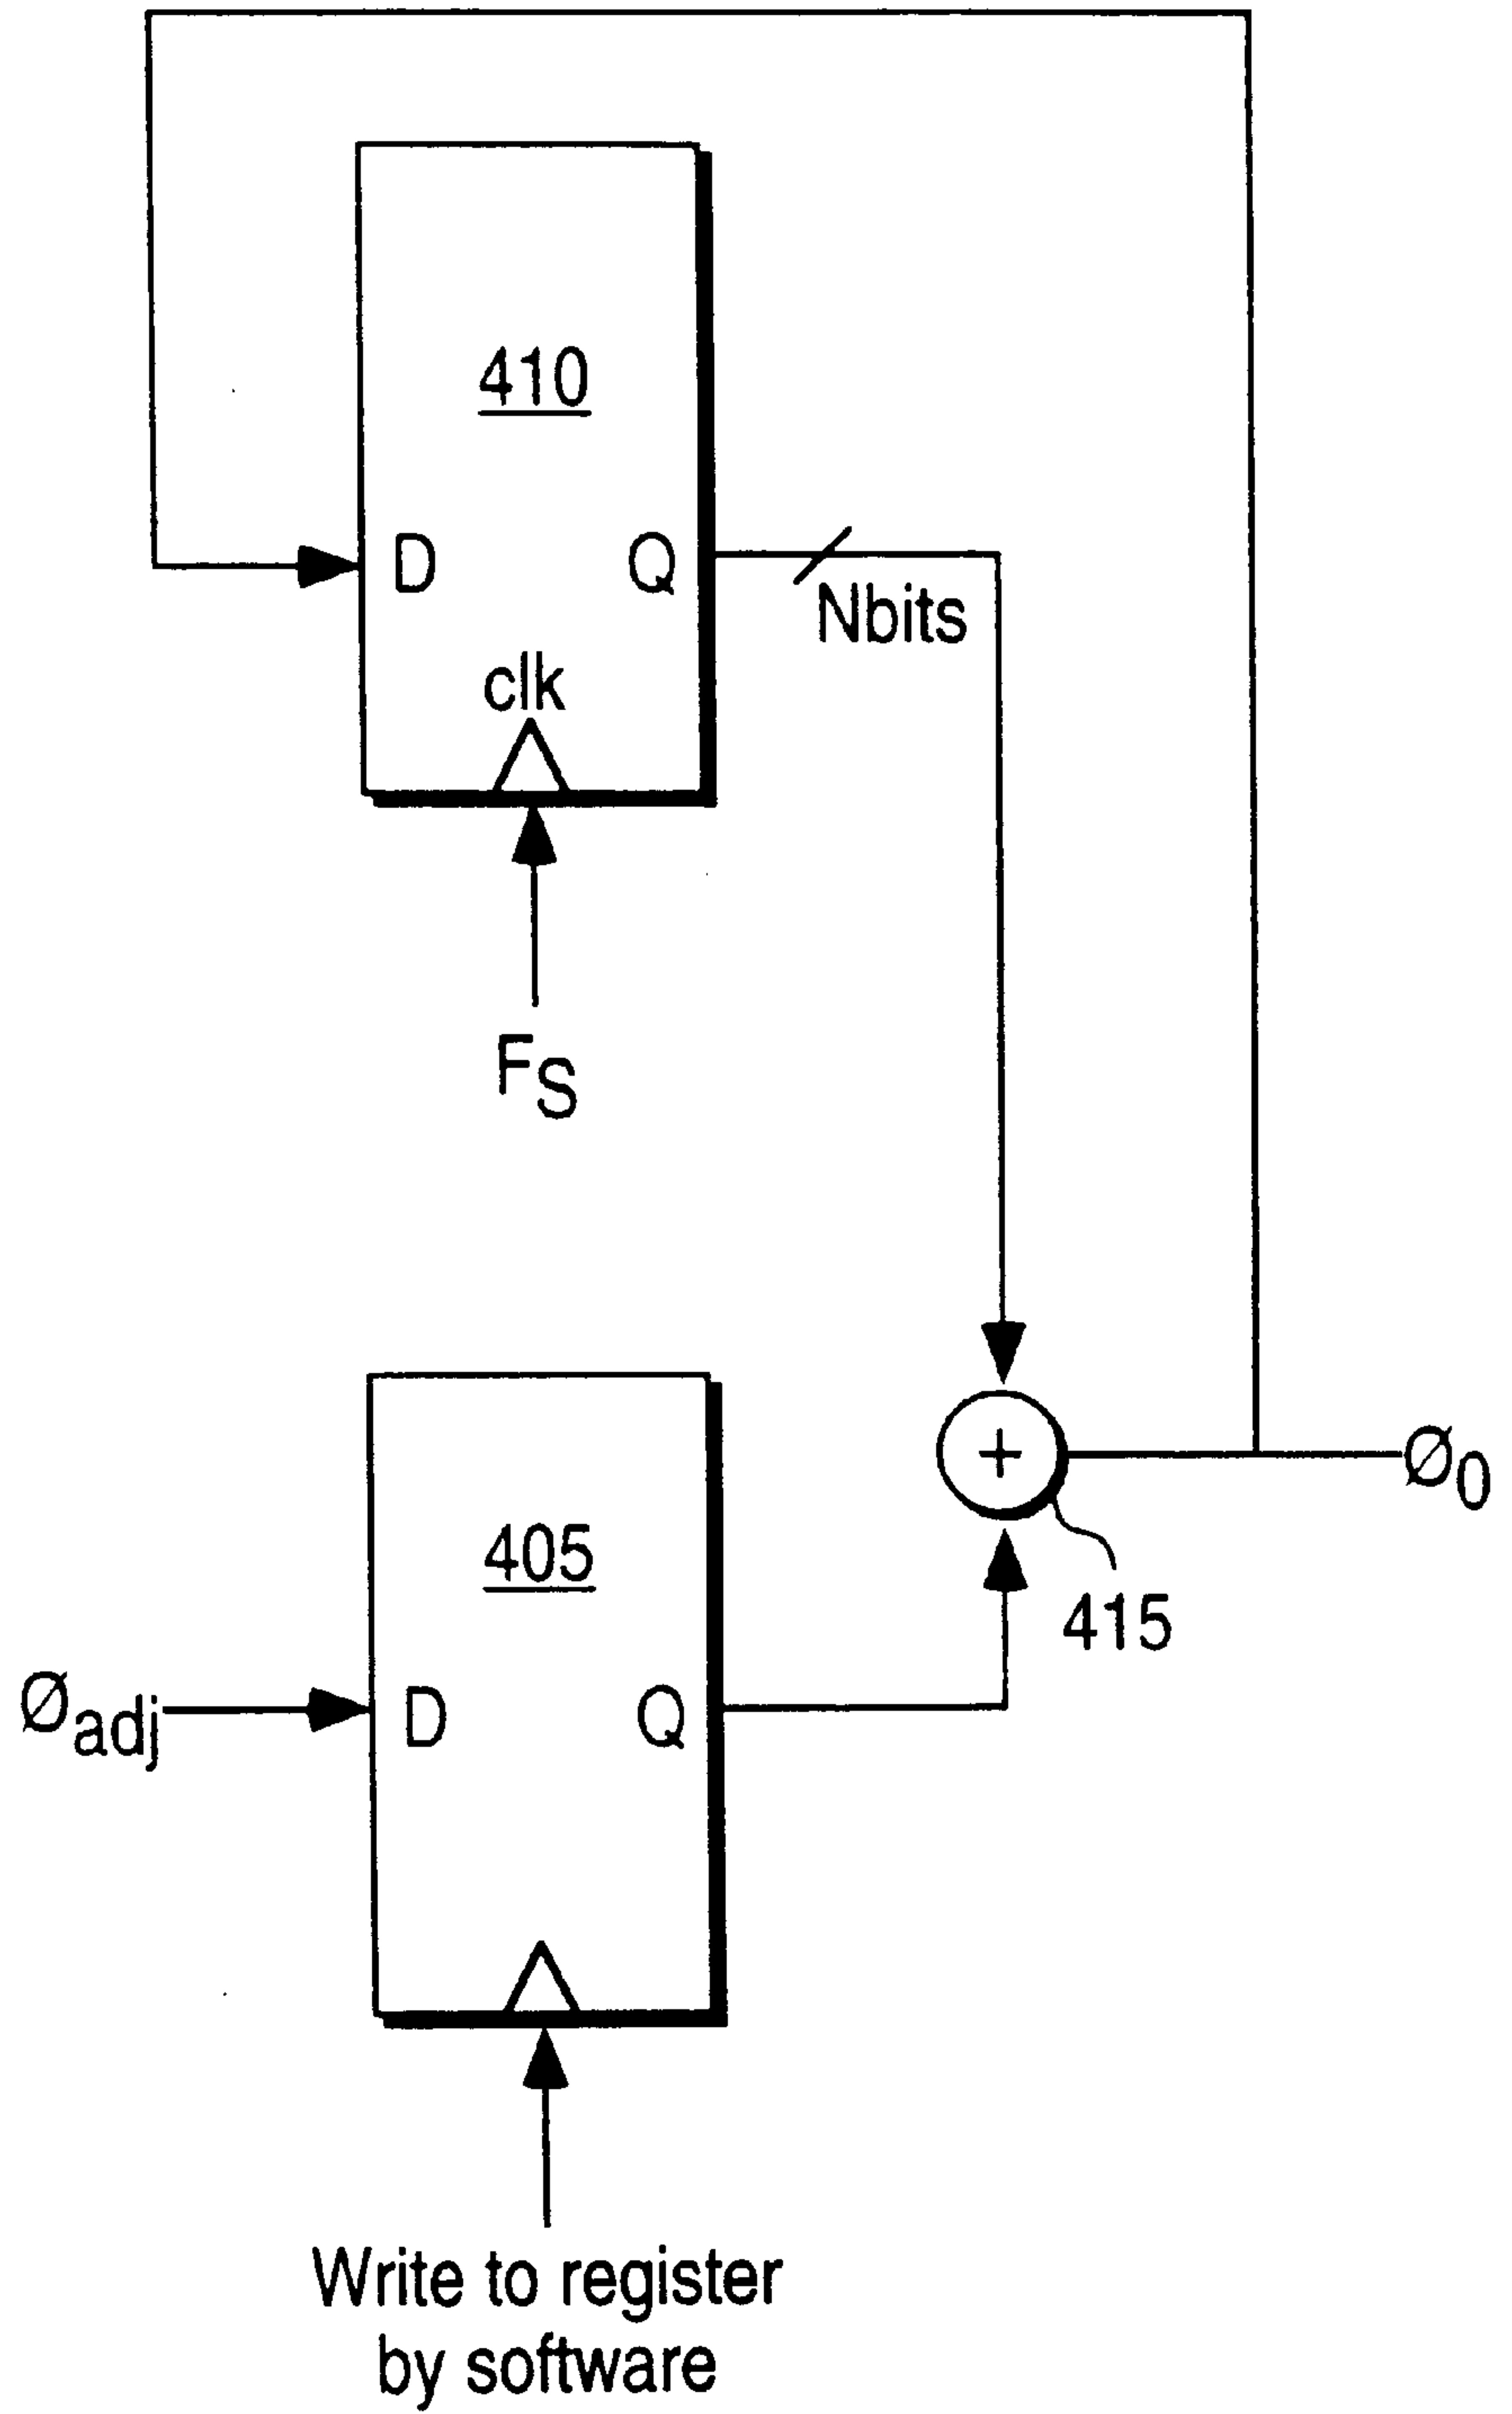 410
D Q
Nbits
clk
FS
Ø0
405
415
Øadj
D Q
Write to register
by software